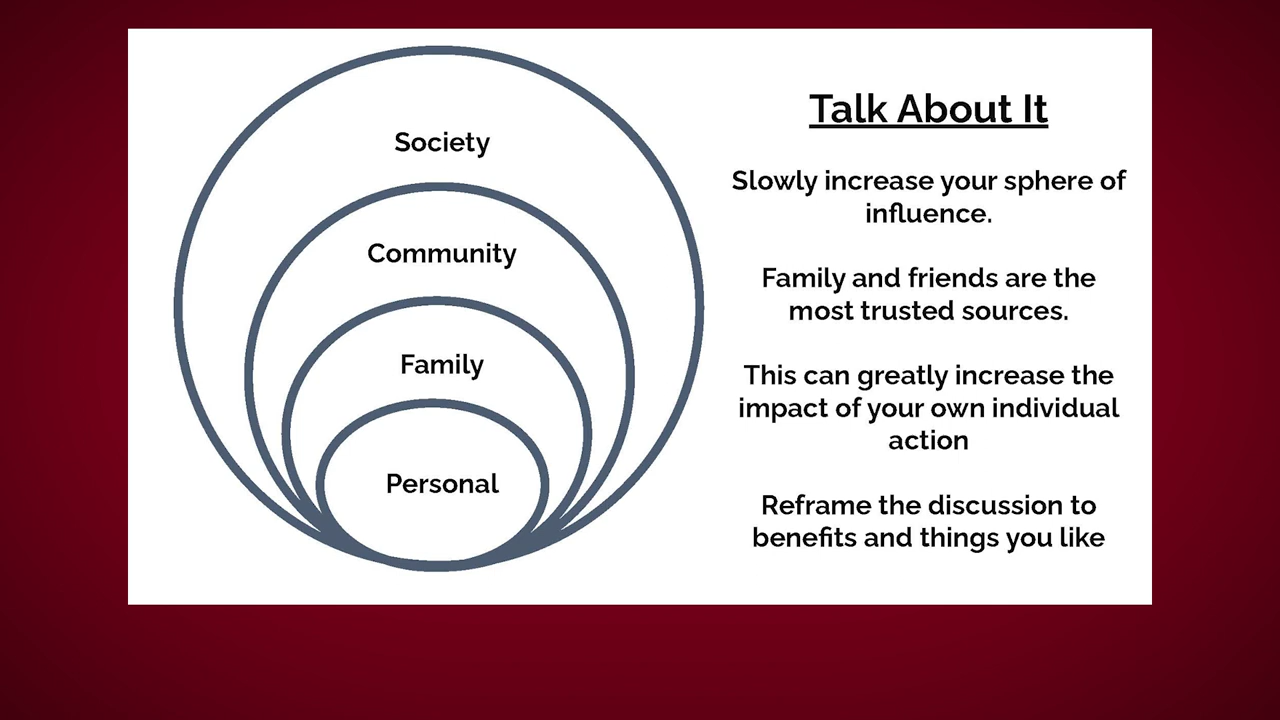 Society
Community
Family
Personal
Talk About It
Slowly increase your sphere of
influence.
Family and friends are the
most trusted sources.
This can greatly increase the
impact of your own individual
action
Reframe the discussion to
benefits and things you like